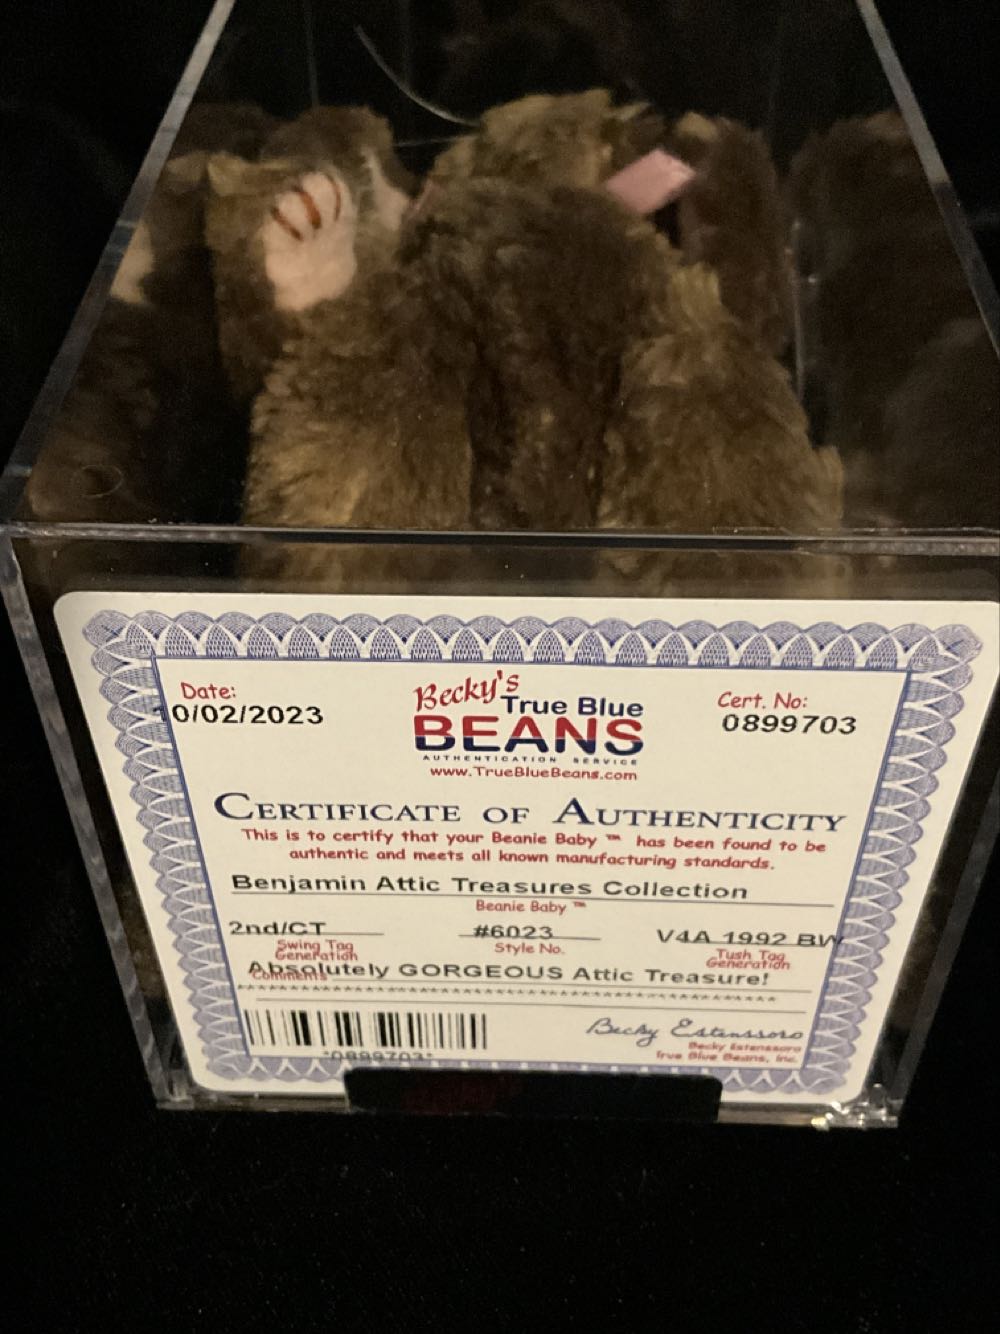 Date:
10/02/2023
Becky's
True Blue
BEANS
AUTHENTICATION SERVICE
www.TrueBlueBeans.com
Cert. No:
0899703
CERTIFICATE OF AUTHENTICITY
This is to certify that your Beanie Baby ™ has been found to be
authentic and meets all known manufacturing standards.
Benjamin Attic Treasures Collection
Beanie Baby ™
2nd/CT
Swing Tag
Generation
#6023
Style No.
V4A 1992 BW
Tush Tag
Generation
Absolutely GORGEOUS Attic Treasure!
Comments
*0899703*
Becky Estenssoro
Becky Estenssoro
True Blue Beans, Inc.